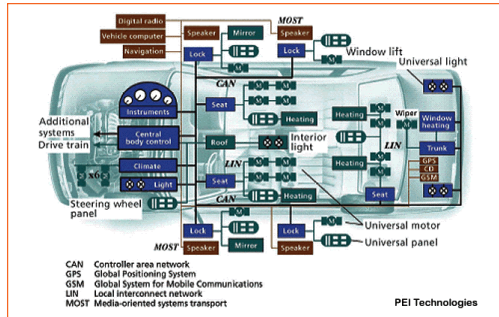 Digital radio
MOST
Vehicle computer
Speaker
Mirror
Speaker
Navigation
Lock
Lock
Window lift
Universal light
CAN
Instruments
Seat
Heating
Heating
Wiper
Window
heating
Additional
systems
Drive train
Central
body control
Roof
Interior
light
LIN
Trunk
Climate
LIN
Heating
GPS
CD
GSM
x6
Light
Seat
Heating
Seat
CAN
Steering wheel
panel
Lock
Lock
Universal motor
MOST
Speaker
Mirror
Speaker
Universal panel
CAN Controller area network
GPS Global Positioning System
GSM Global System for Mobile Communications
LIN Local interconnect network
MOST Media-oriented systems transport
PEI Technologies